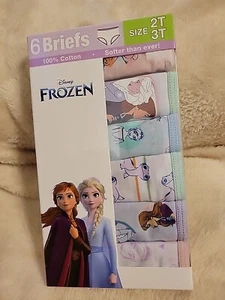 6 Briefs
SIZE 2T 3T
100% Cotton - Softer than ever!
Disney
FROZEN